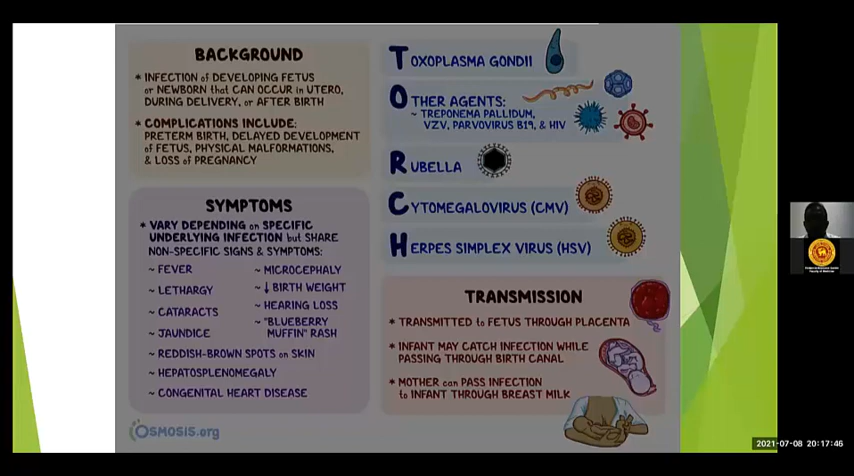 BACKGROUND
* INFECTION of DEVELOPING FETUS
or NEWBORN that CAN OCCUR in UTERO,
DURING DELIVERY, or AFTER BIRTH
* COMPLICATIONS INCLUDE:
PRETERM BIRTH, DELAYED DEVELOPMENT
of FETUS, PHYSICAL MALFORMATIONS,
& LOSS of PREGNANCY
SYMPTOMS
* VARY DEPENDING on SPECIFIC
UNDERLYING INFECTION but SHARE
NON-SPECIFIC SIGNS & SYMPTOMS:
~ FEVER
~ LETHARGY
~ CATARACTS
~ JAUNDICE
~ MICROCEPHALY
~ ↓ BIRTH WEIGHT
~ HEARING LOSS
~ "BLUEBERRY
MUFFIN" RASH
~ REDDISH-BROWN SPOTS on SKIN
~ HEPATOSPLENOMEGALY
~ CONGENITAL HEART DISEASE
OSMOSIS.org
TOXOPLASMA GONDII
OTHER AGENTS:
~ TREPONEMA PALLIDUM,
VZV, PARVOVIRUS B19, & HIV
RUBELLA
CYTOMEGALOVIRUS (CMV)
HERPES SIMPLEX VIRUS (HSV)
TRANSMISSION
* TRANSMITTED to FETUS THROUGH PLACENTA
* INFANT MAY CATCH INFECTION WHILE
PASSING THROUGH BIRTH CANAL
* MOTHER can PASS INFECTION
to INFANT THROUGH BREAST MILK
2021-07-08 20:17:46